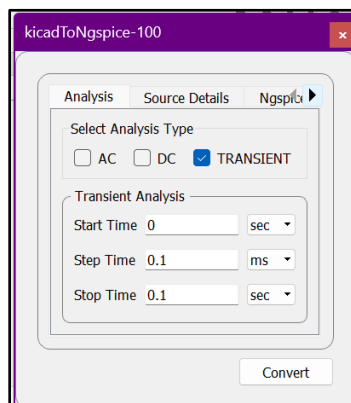 kicadToNgspice-100
x
Analysis Source Details Ngspice
Select Analysis Type
AC DC TRANSIENT
Transient Analysis
Start Time 0 sec
Step Time 0.1 ms
Stop Time 0.1 sec
Convert